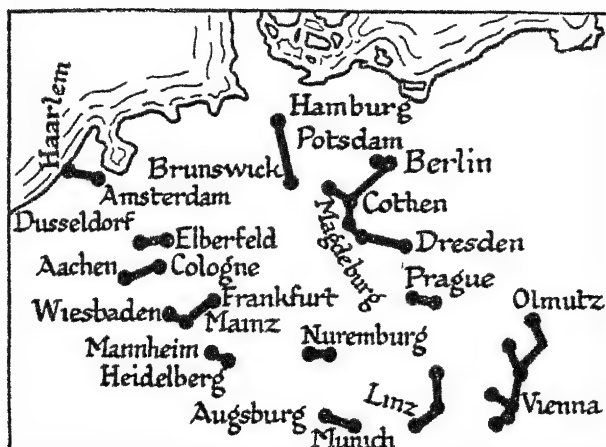 Haarlem
Hamburg
Potsdam
Berlin
Brunswick
Amsterdam
Cothen
Dusseldorf
Elberfeld
Magdeburg
Dresden
Aachen
Cologne
Prague
Wiesbaden
Frankfurt
Mainz
Olmutz
Nuremburg
Mannheim
Heidelberg
Augsburg
Munich
Linz
Vienna